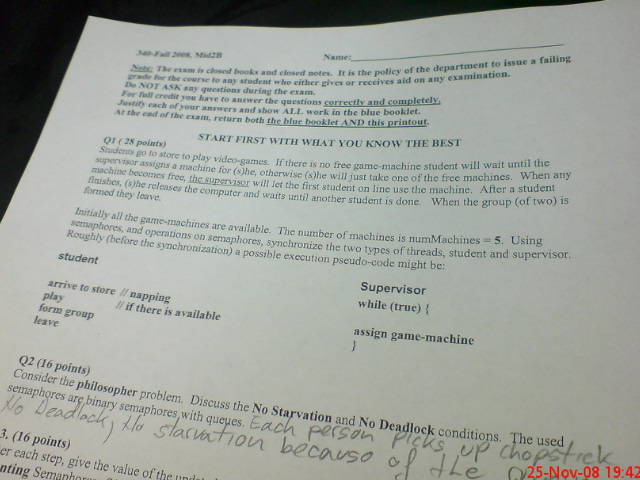 340-Fall 2008, Mid2B
Name:
Note: The exam is closed books and closed notes. It is the policy of the department to issue a failing
grade for the course to any student who either gives or receives aid on any examination.
Do NOT ASK any questions during the exam.
For full credit you have to answer the questions correctly and completely.
Justify each of your answers and show ALL work in the blue booklet.
At the end of the exam, return both the blue booklet AND this printout.
START FIRST WITH WHAT YOU KNOW THE BEST
Q1 ( 28 points)
Students go to store to play video-games. If there is no free game-machine student will wait until the
supervisor assigns a machine for (s)he, otherwise (s)he will just take one of the free machines. When any
machine becomes free, the supervisor will let the first student on line use the machine. After a student
finishes, (s)he releases the computer and waits until another student is done. When the group (of two) is
formed they leave.
Initially all the game-machines are available. The number of machines is numMachines = 5. Using
semaphores, and operations on semaphores, synchronize the two types of threads, student and supervisor.
Roughly (before the synchronization) a possible execution pseudo-code might be:
student
Supervisor
arrive to store // napping
while (true) {
play // if there is available
form group
assign game-machine
leave
}
Q2 (16 points)
Consider the philosopher problem. Discuss the No Starvation and No Deadlock conditions. The used
semaphores are binary semaphores with queues. Each person picks up chopstick
No Deadlock, No starvation because of the
3. (16 points)
er each step, give the value of the
nting Semaphore
25-Nov-08 19:42